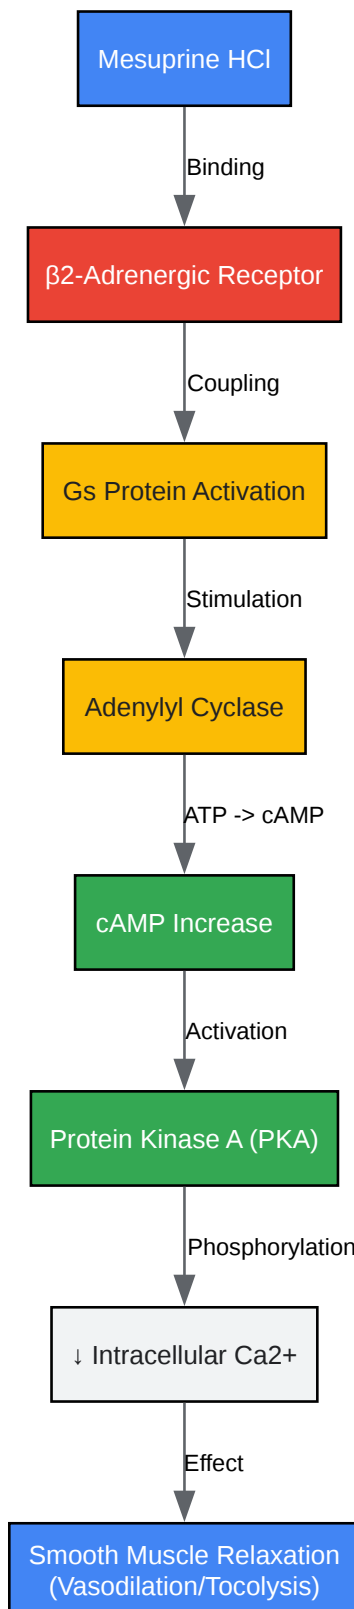 Mesuprine HCl
Binding
β2-Adrenergic Receptor
Coupling
Gs Protein Activation
Stimulation
Adenylyl Cyclase
ATP -> cAMP
cAMP Increase
Activation
Protein Kinase A (PKA)
Phosphorylation
↓ Intracellular Ca2+
Effect
Smooth Muscle Relaxation
(Vasodilation/Tocolysis)